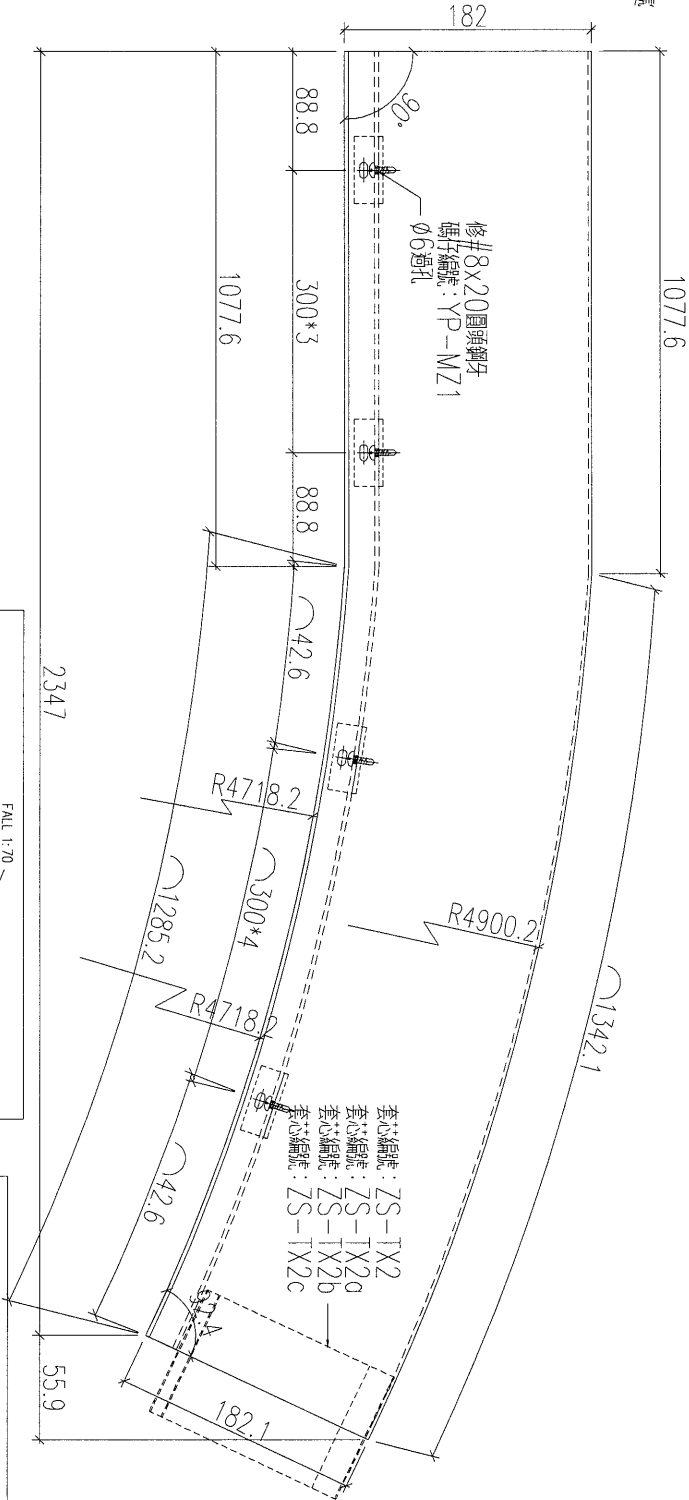 182
1077.6
90°
88.8
300*3
88.8
1077.6
修#8x20圓頭鋼牙
碼仔編號：YP-MZ1
Ø6過孔
42.6
300*4
42.6
R4718.2
R4718.2
R4900.2
1285.2
1342.1
套芯編號：ZS-TX2
套芯編號：ZS-TX2a
套芯編號：ZS-TX2b
套芯編號：ZS-TX2c
182.1
2347
55.9
FALL 1:70